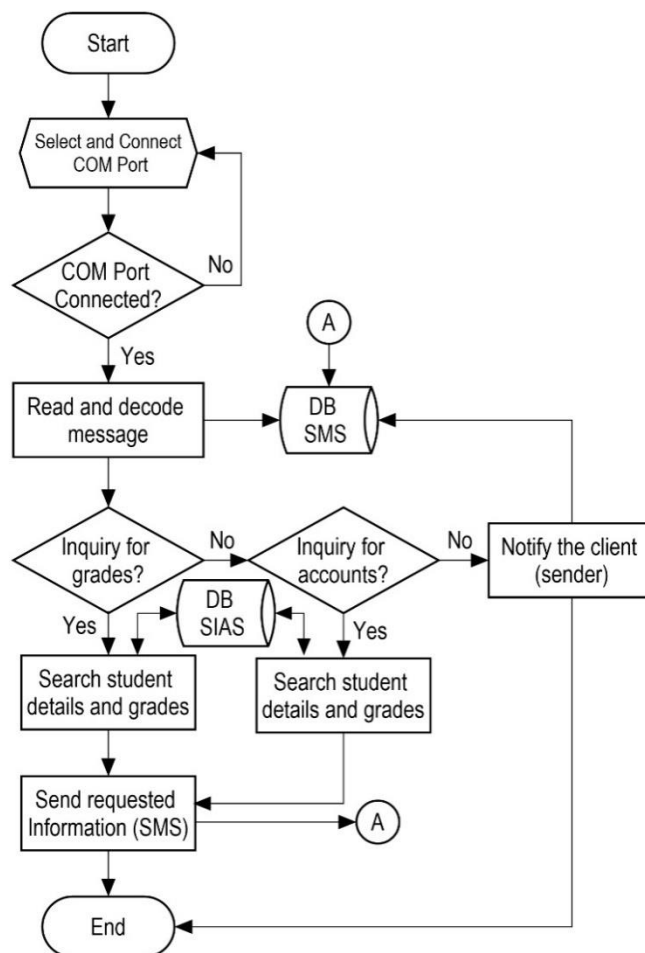 Start
Select and Connect
COM Port
COM Port
Connected?
No
Yes
A
Read and decode
message
DB
SMS
Inquiry for
grades?
No
Inquiry for
accounts?
No
Notify the client
(sender)
Yes
DB
SIAS
Yes
Search student
details and grades
Search student
details and grades
Send requested
Information (SMS)
A
End